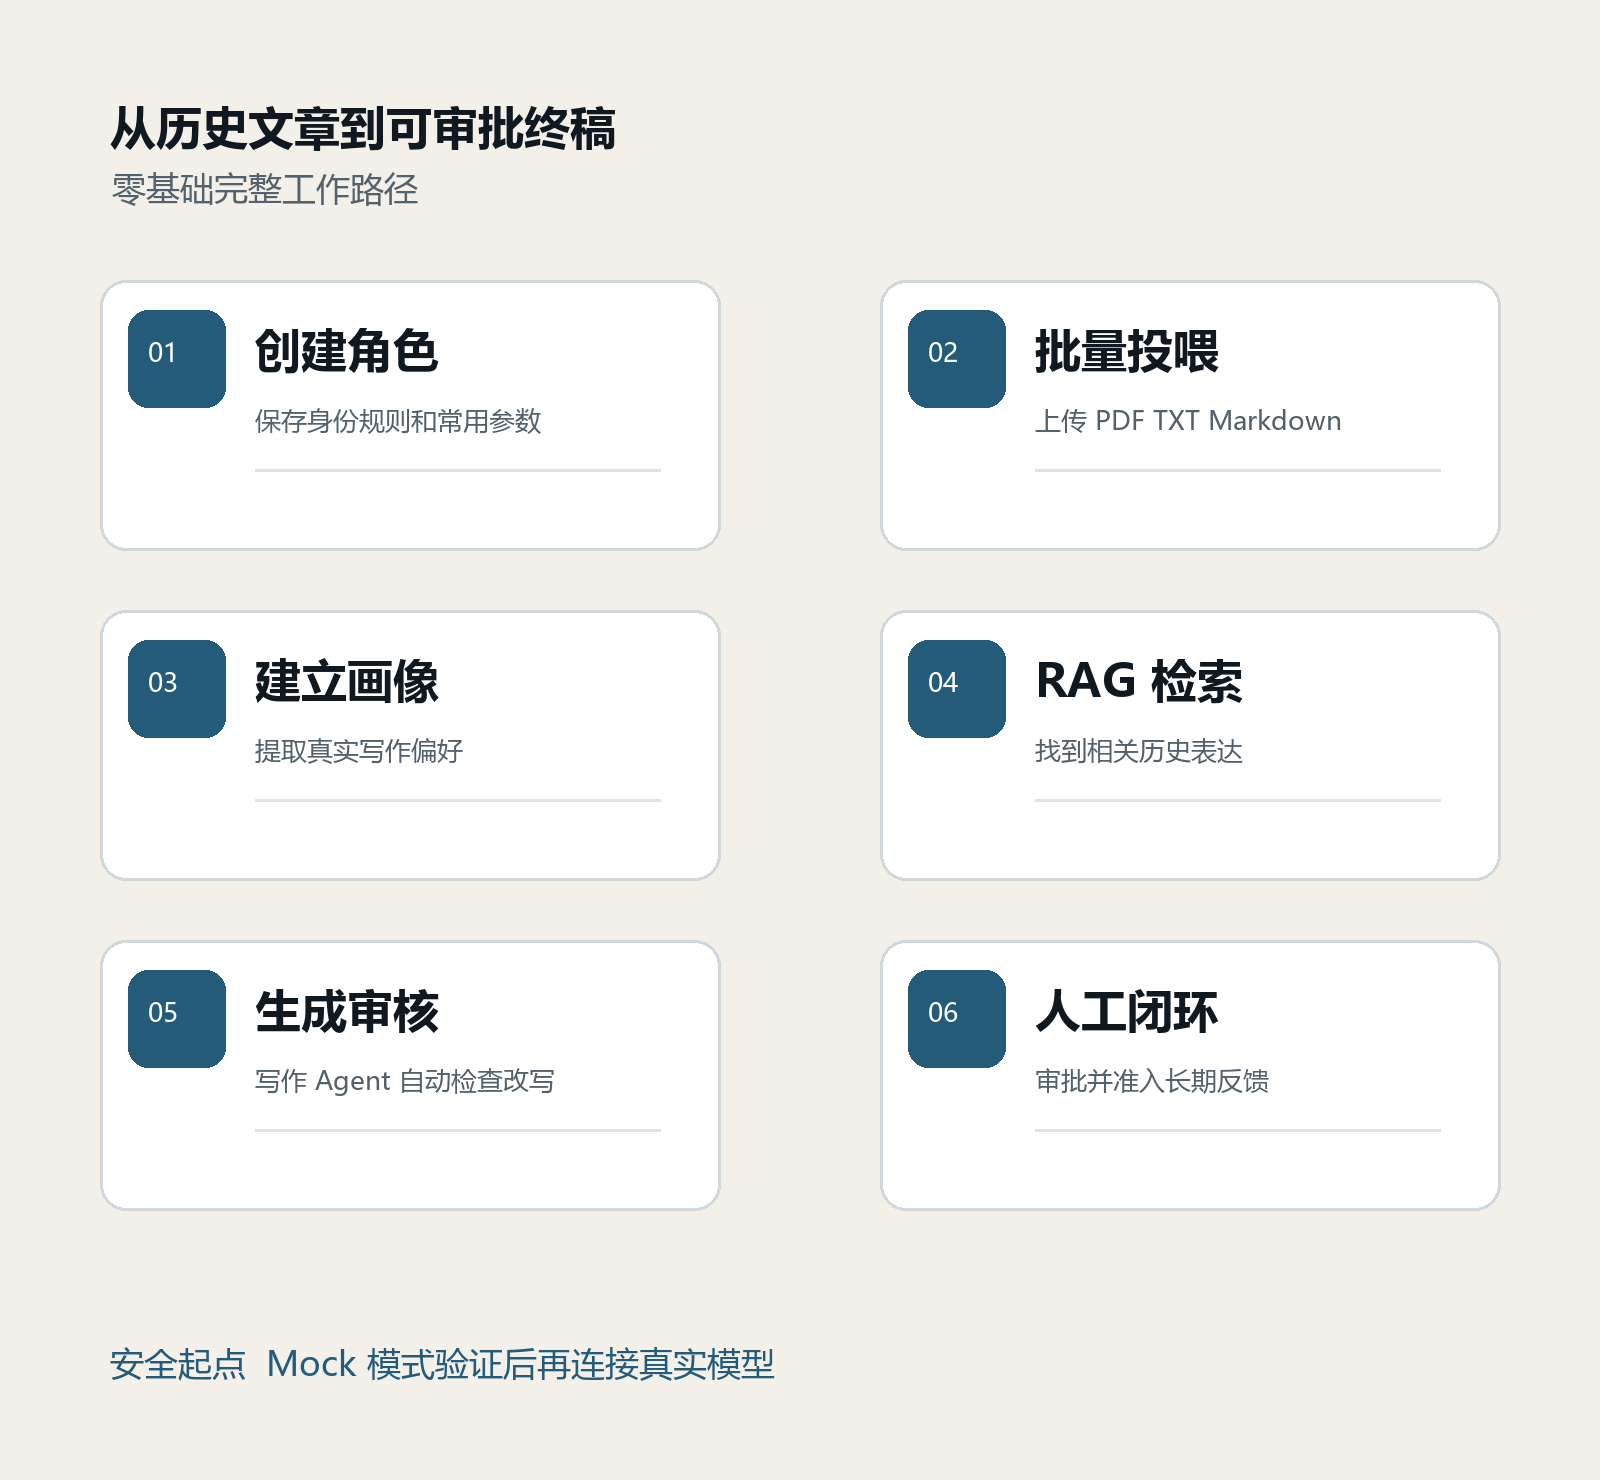 从历史文章到可审批终稿
零基础完整工作路径
01
创建角色
保存身份规则和常用参数
02
批量投喂
上传 PDF TXT Markdown
03
建立画像
提取真实写作偏好
04
RAG 检索
找到相关历史表达
05
生成审核
写作 Agent 自动检查改写
06
人工闭环
审批并准入长期反馈
安全起点 Mock 模式验证后再连接真实模型